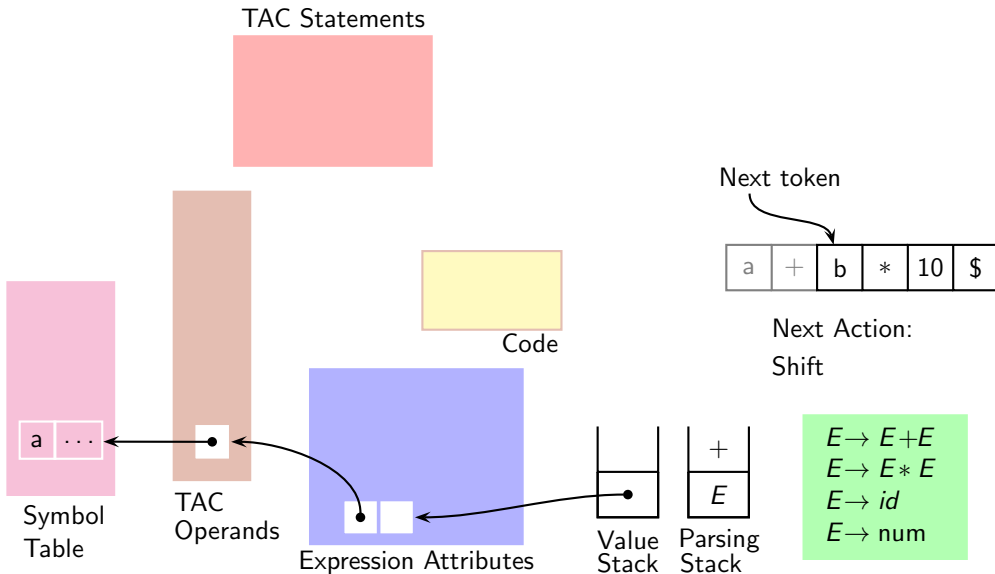 TAC Statements
Next token
a + b * 10 $
Next Action:
Shift
Code
a ...
Symbol
Table
TAC
Operands
Expression Attributes
+
E
Value
Stack
Parsing
Stack
E → E + E
E → E * E
E → id
E → num